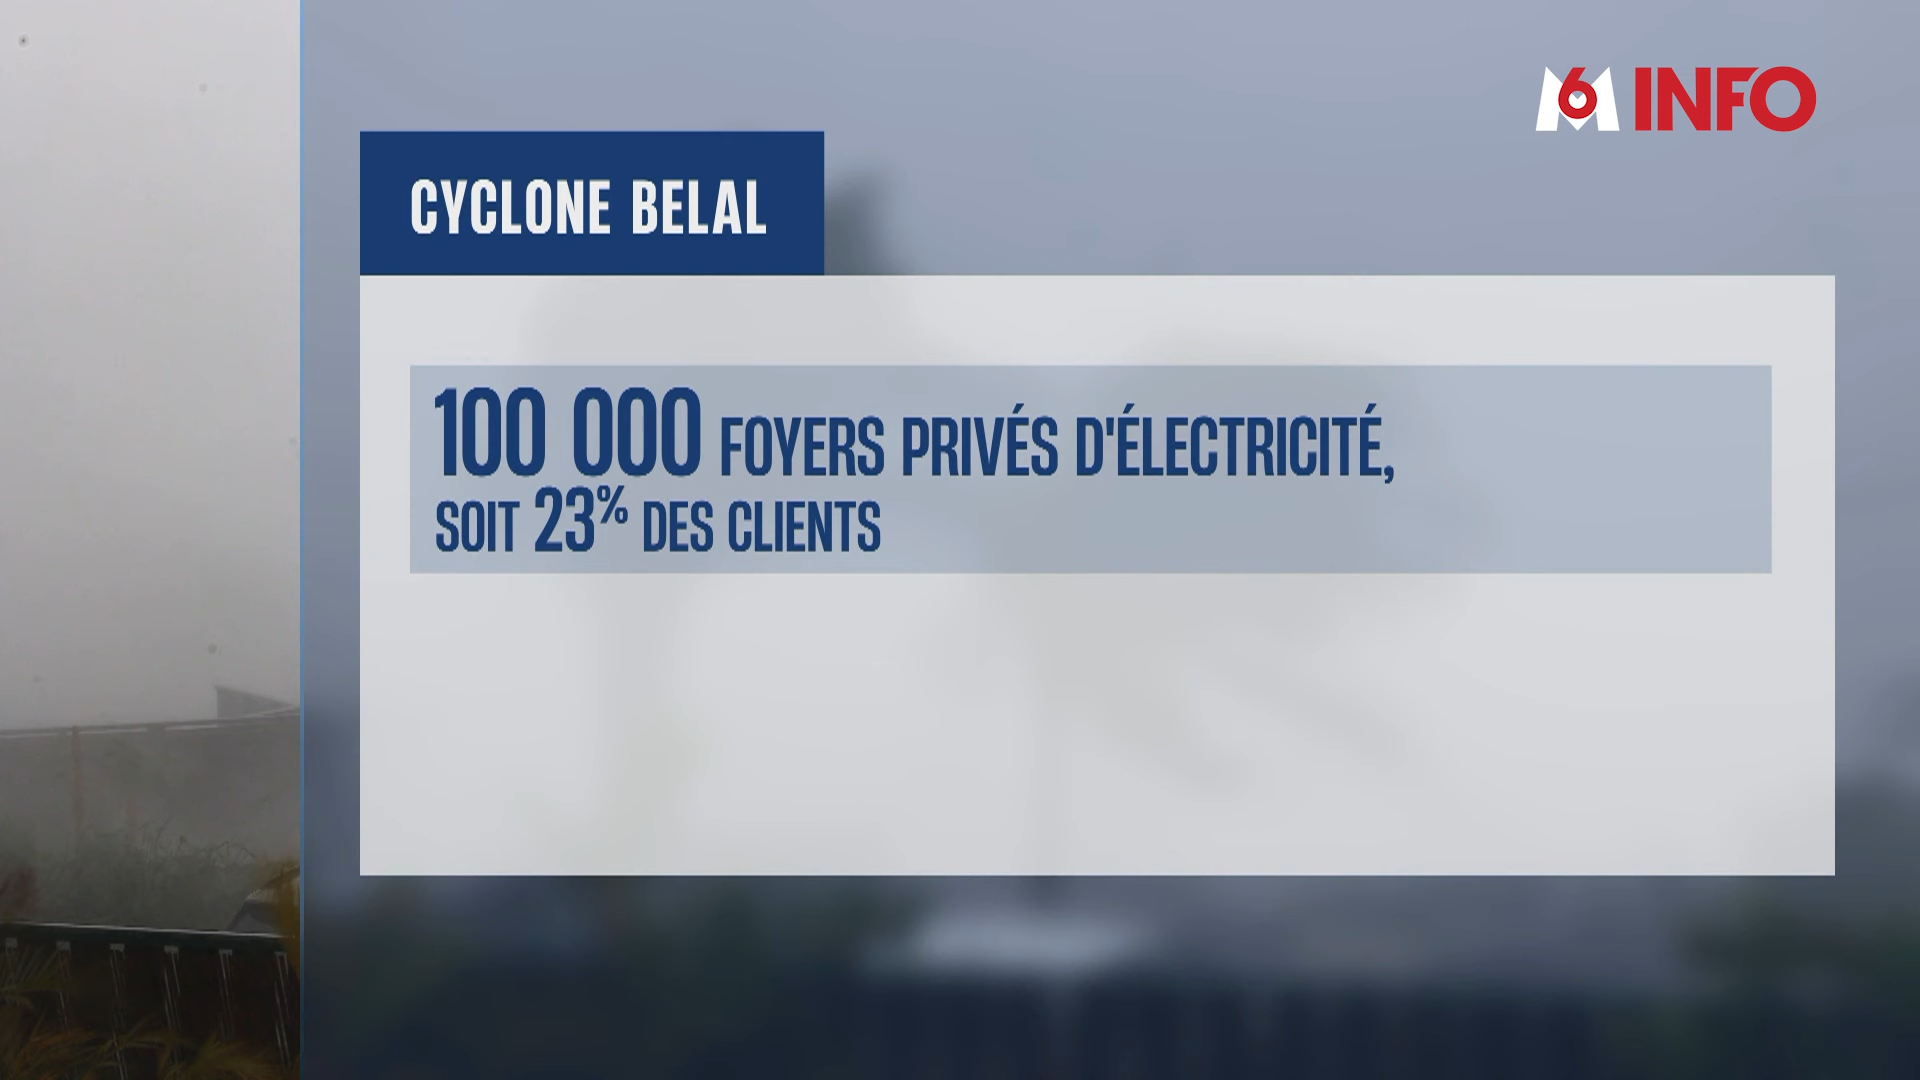 M6 INFO
CYCLONE BELAL
100 000 FOYERS PRIVÉS D'ÉLECTRICITÉ,
SOIT 23% DES CLIENTS